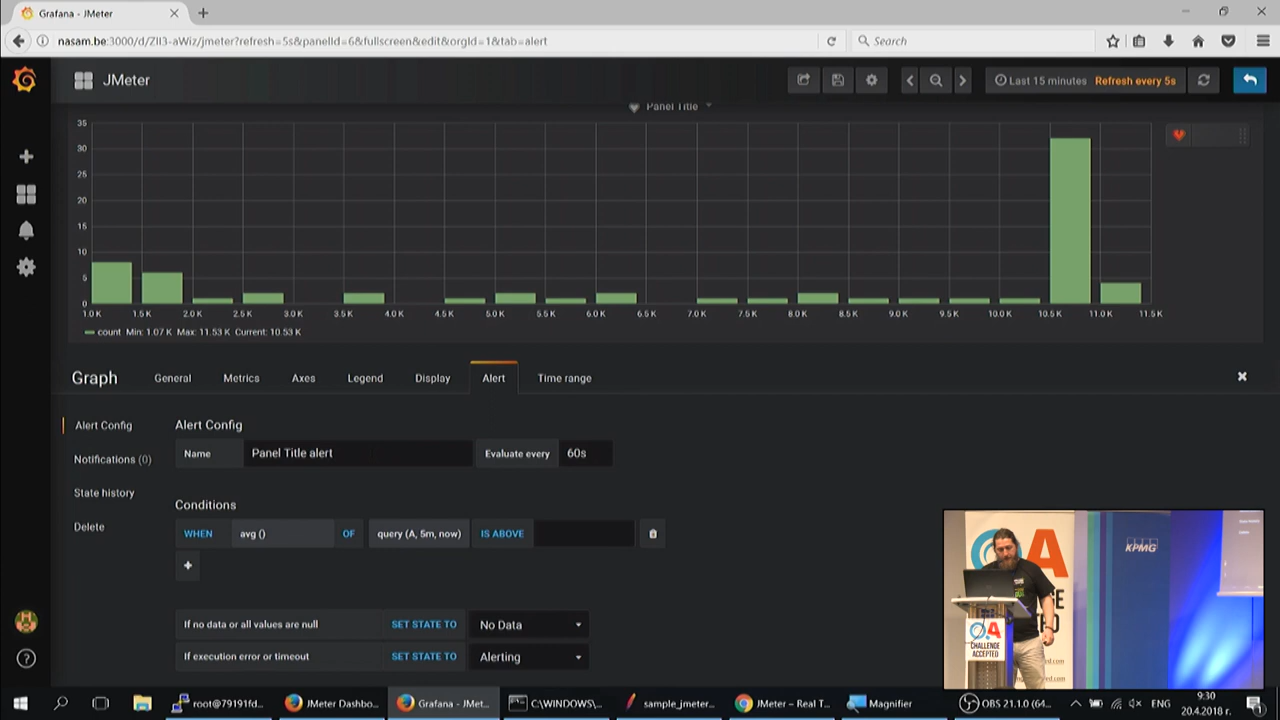 Grafana - JMeter
nasam.be:3000/d/ZlI3-aWiz/jmeter?refresh=5s&panelId=6&fullscreen&edit&orgId=1&tab=alert
Search
JMeter
Last 15 minutes Refresh every 5s
Panel Title
35
30
25
20
15
10
5
0
1.0 K 1.5 K 2.0 K 2.5 K 3.0 K 3.5 K 4.0 K 4.5 K 5.0 K 5.5 K 6.0 K 6.5 K 7.0 K 7.5 K 8.0 K 8.5 K 9.0 K 9.5 K 10.0 K 10.5 K 11.0 K 11.5 K
count Min: 1.07 K Max: 11.53 K Current: 10.53 K
Graph General Metrics Axes Legend Display Alert Time range
Alert Config
Notifications (0)
State history
Delete
Alert Config
Name Panel Title alert Evaluate every 60s
Conditions
WHEN avg () OF query (A, 5m, now) IS ABOVE
If no data or all values are null SET STATE TO No Data
If execution error or timeout SET STATE TO Alerting
QA
KPMG
QA
CHALLENGE
ACCEPTED
root@79191fd...
JMeter Dashbo...
Grafana - JMet...
C:\WINDOWS\...
sample_jmeter...
JMeter – Real T...
Magnifier
OBS 21.1.0 (64...
ENG
9:30
20.4.2018 г.